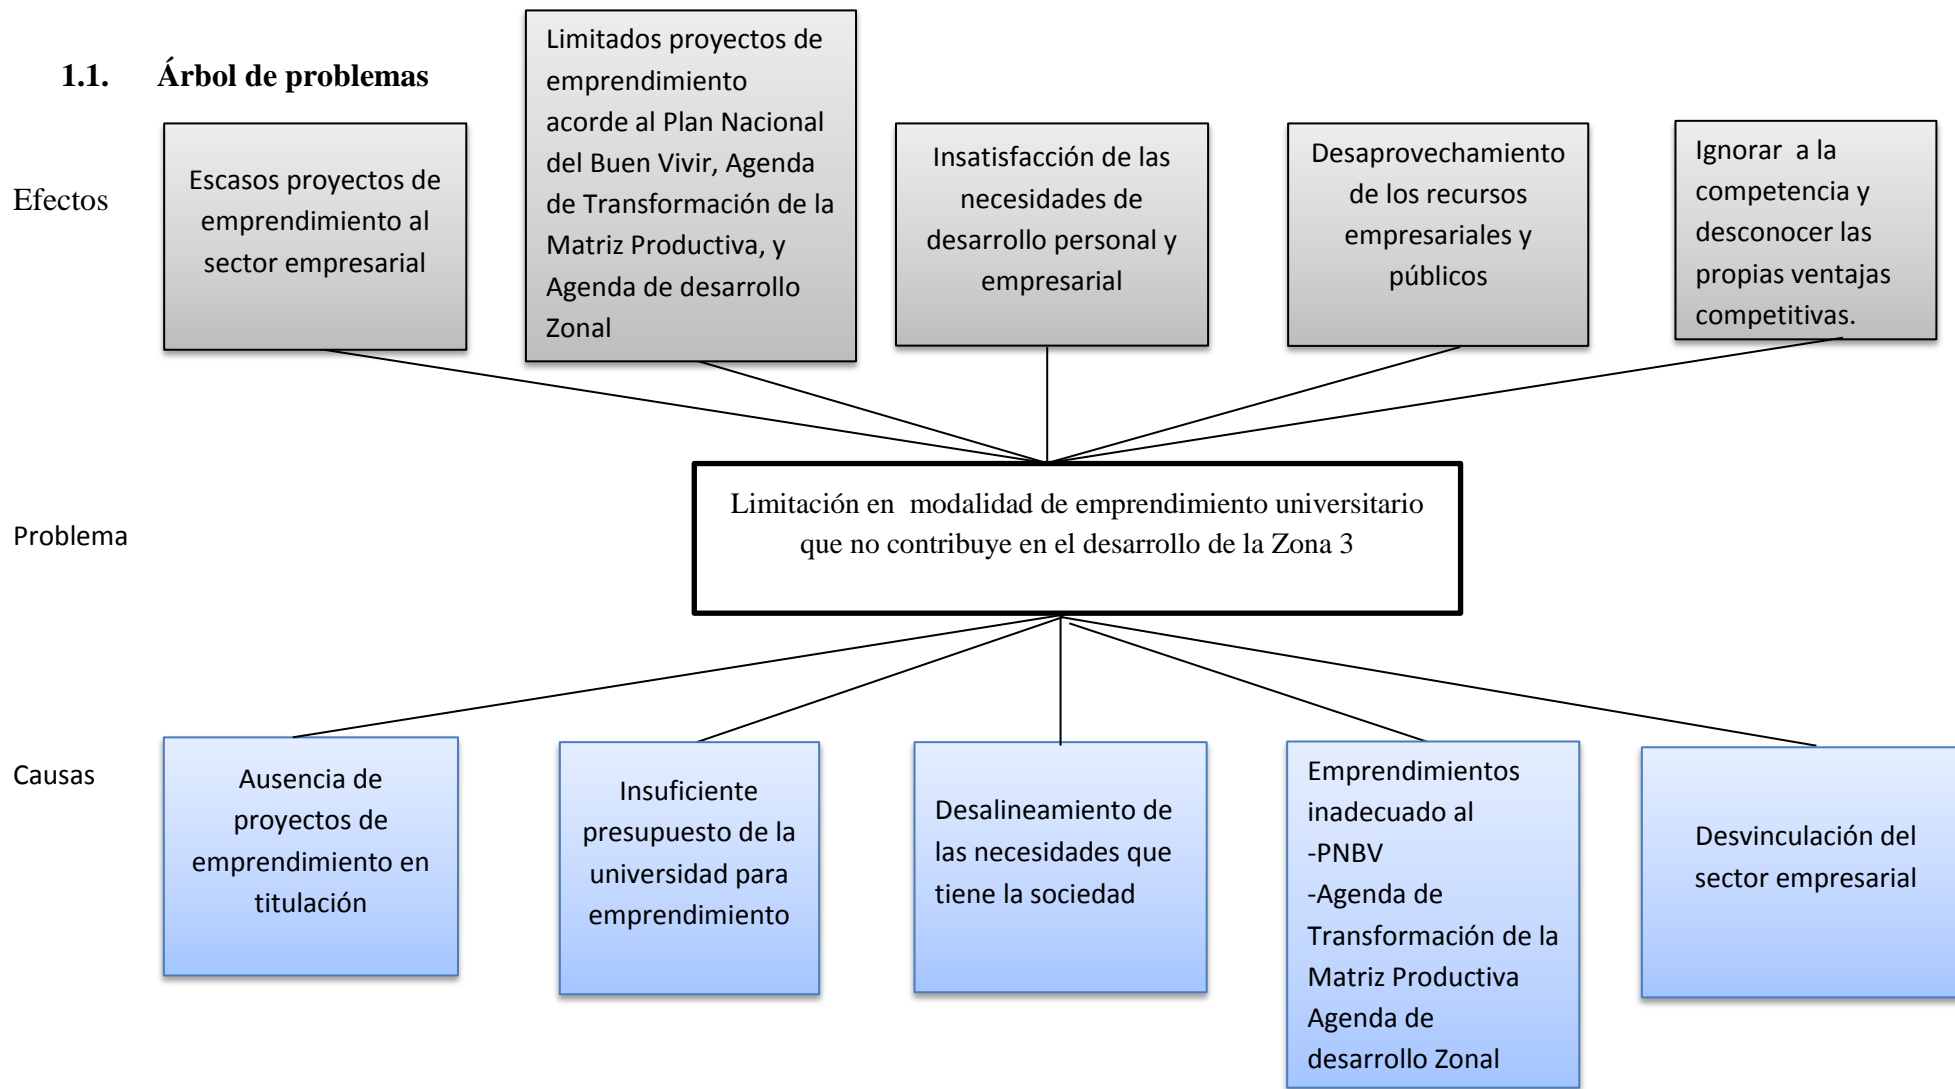 1.1. Árbol de problemas
Efectos
Escasos proyectos de
emprendimiento al
sector empresarial
Limitados proyectos de
emprendimiento
acorde al Plan Nacional
del Buen Vivir, Agenda
de Transformación de la
Matriz Productiva, y
Agenda de desarrollo
Zonal
Insatisfacción de las
necesidades de
desarrollo personal y
empresarial
Desaprovechamiento
de los recursos
empresariales y
públicos
Ignorar  a la
competencia y
desconocer las
propias ventajas
competitivas.
Problema
Limitación en  modalidad de emprendimiento universitario
que no contribuye en el desarrollo de la Zona 3
Causas
Ausencia de
proyectos de
emprendimiento en
titulación
Insuficiente
presupuesto de la
universidad para
emprendimiento
Desalineamiento de
las necesidades que
tiene la sociedad
Emprendimientos
inadecuado al
-PNBV
-Agenda de
Transformación de la
Matriz Productiva
Agenda de
desarrollo Zonal
Desvinculación del
sector empresarial